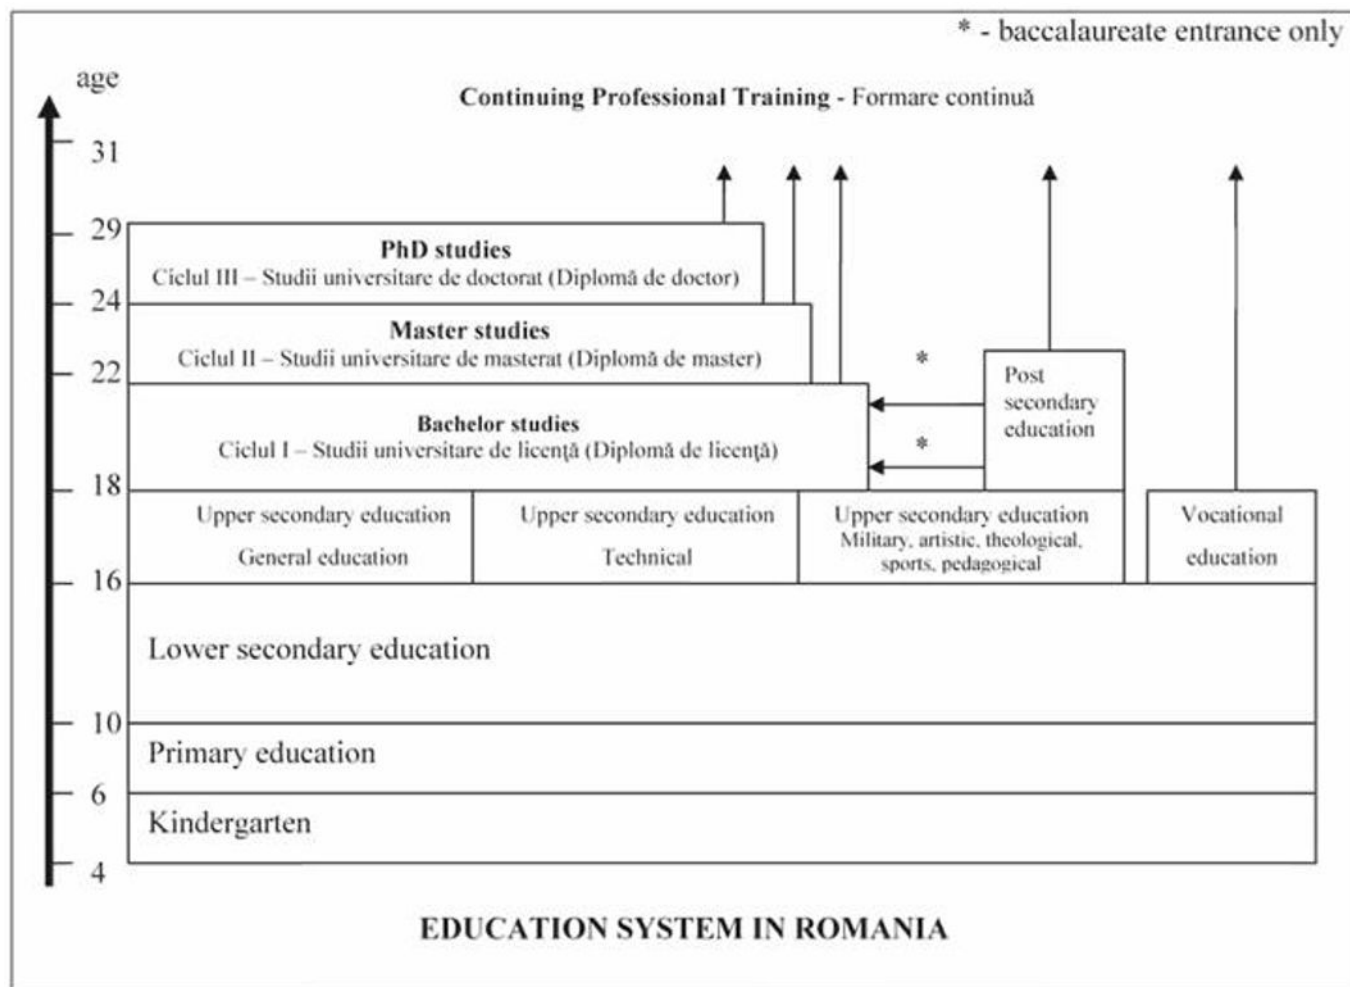 * - baccalaureate entrance only
age
Continuing Professional Training - Formare continuă
31
29
PhD studies
Ciclul III – Studii universitare de doctorat (Diplomă de doctor)
24
Master studies
Ciclul II – Studii universitare de masterat (Diplomă de master)
*
22
Post
secondary
education
Bachelor studies
Ciclul I – Studii universitare de licenţă (Diplomă de licenţă)
*
18
Upper secondary education
General education
Upper secondary education
Technical
Upper secondary education
Military, artistic, theological,
sports, pedagogical
Vocational
education
16
Lower secondary education
10
Primary education
6
Kindergarten
4
EDUCATION SYSTEM IN ROMANIA